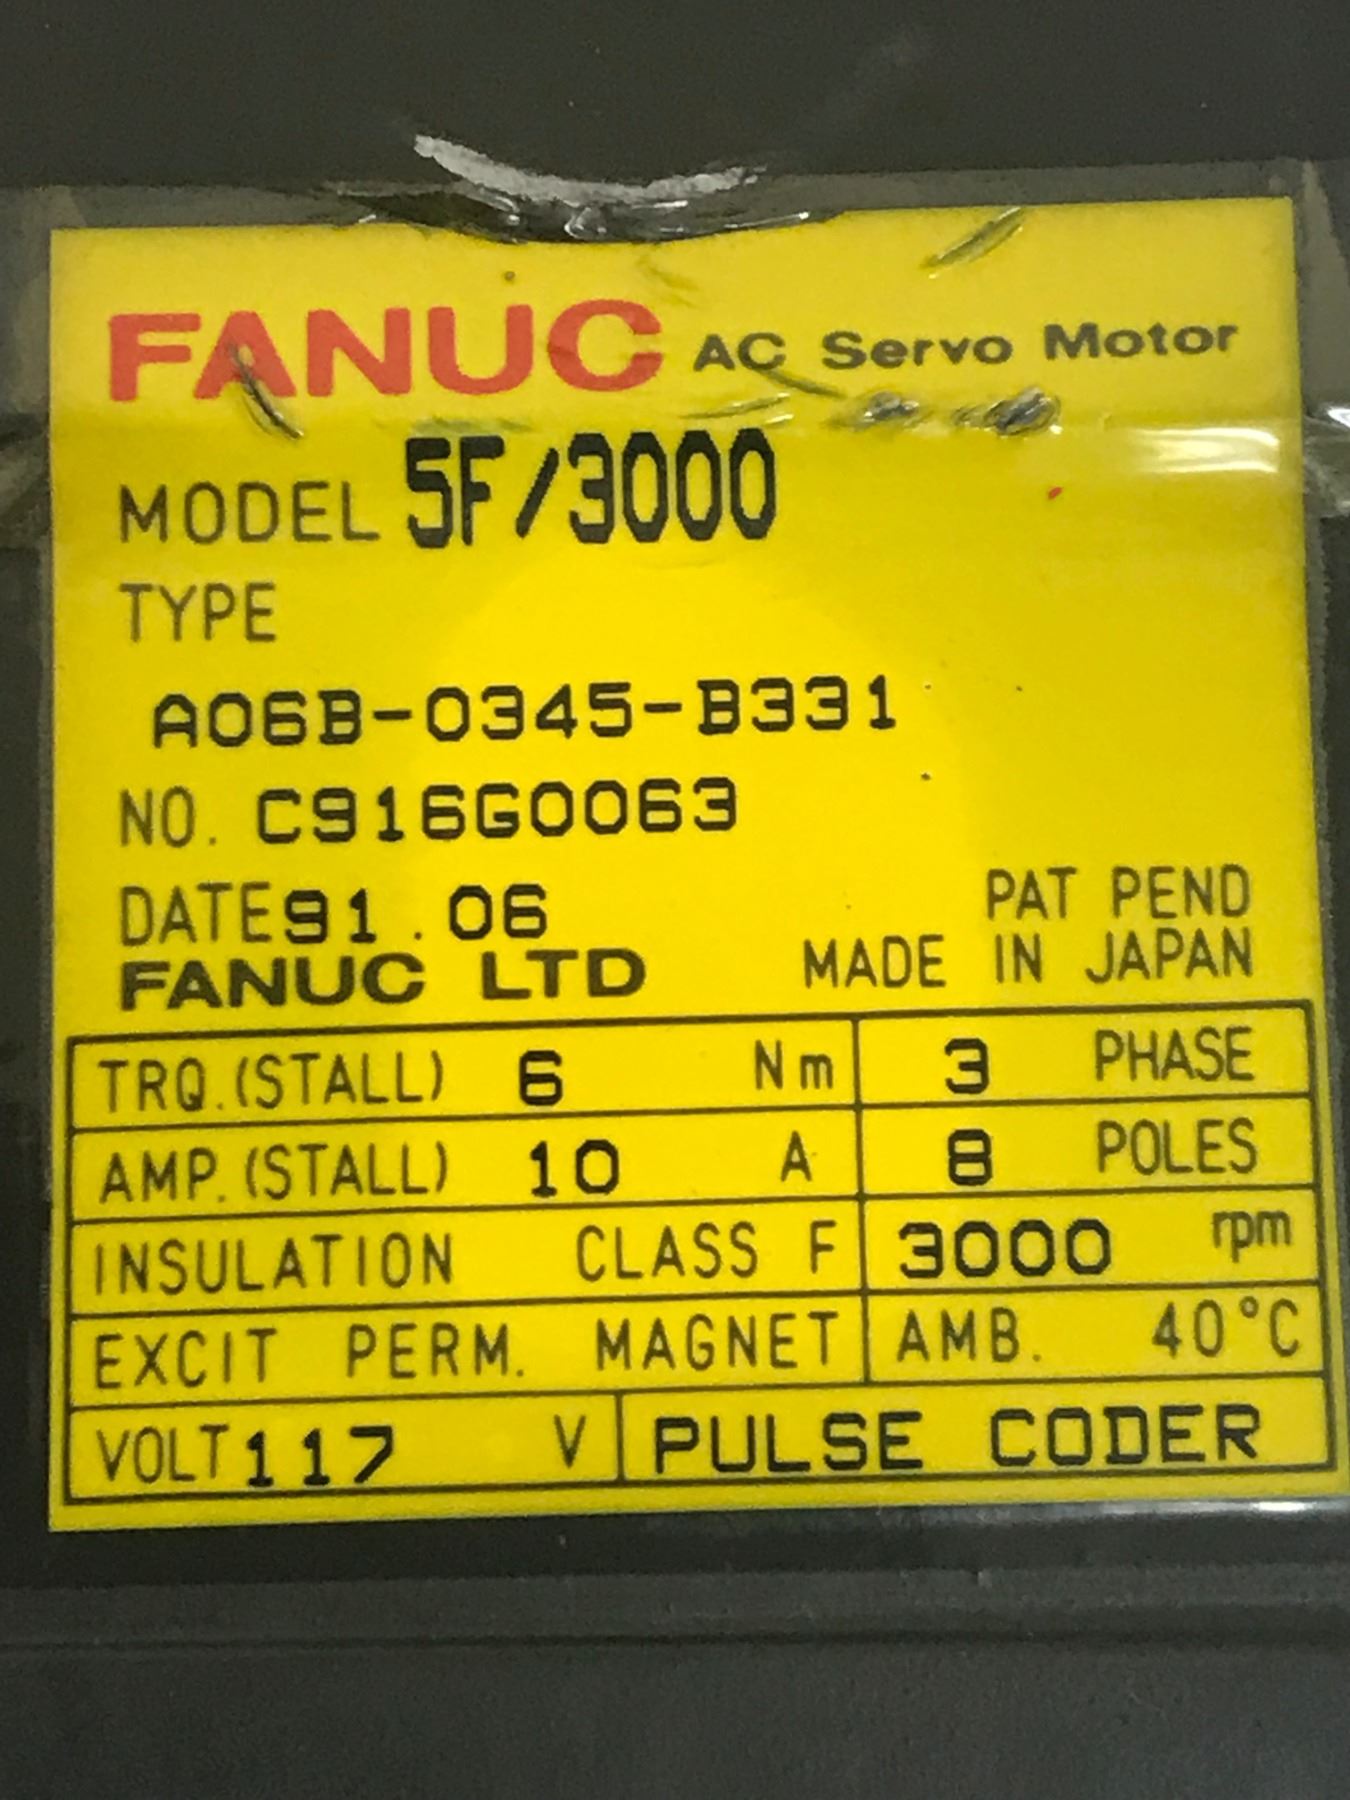 FANUC AC Servo Motor
MODEL 5F/3000
TYPE
A06B-0345-B331
NO. C916G0063
DATE 91.06
PAT PEND
FANUC LTD MADE IN JAPAN
TRQ.(STALL) 6 Nm 3 PHASE
AMP.(STALL) 10 A 8 POLES
INSULATION CLASS F 3000 rpm
EXCIT PERM. MAGNET AMB. 40°C
VOLT 117 V PULSE CODER